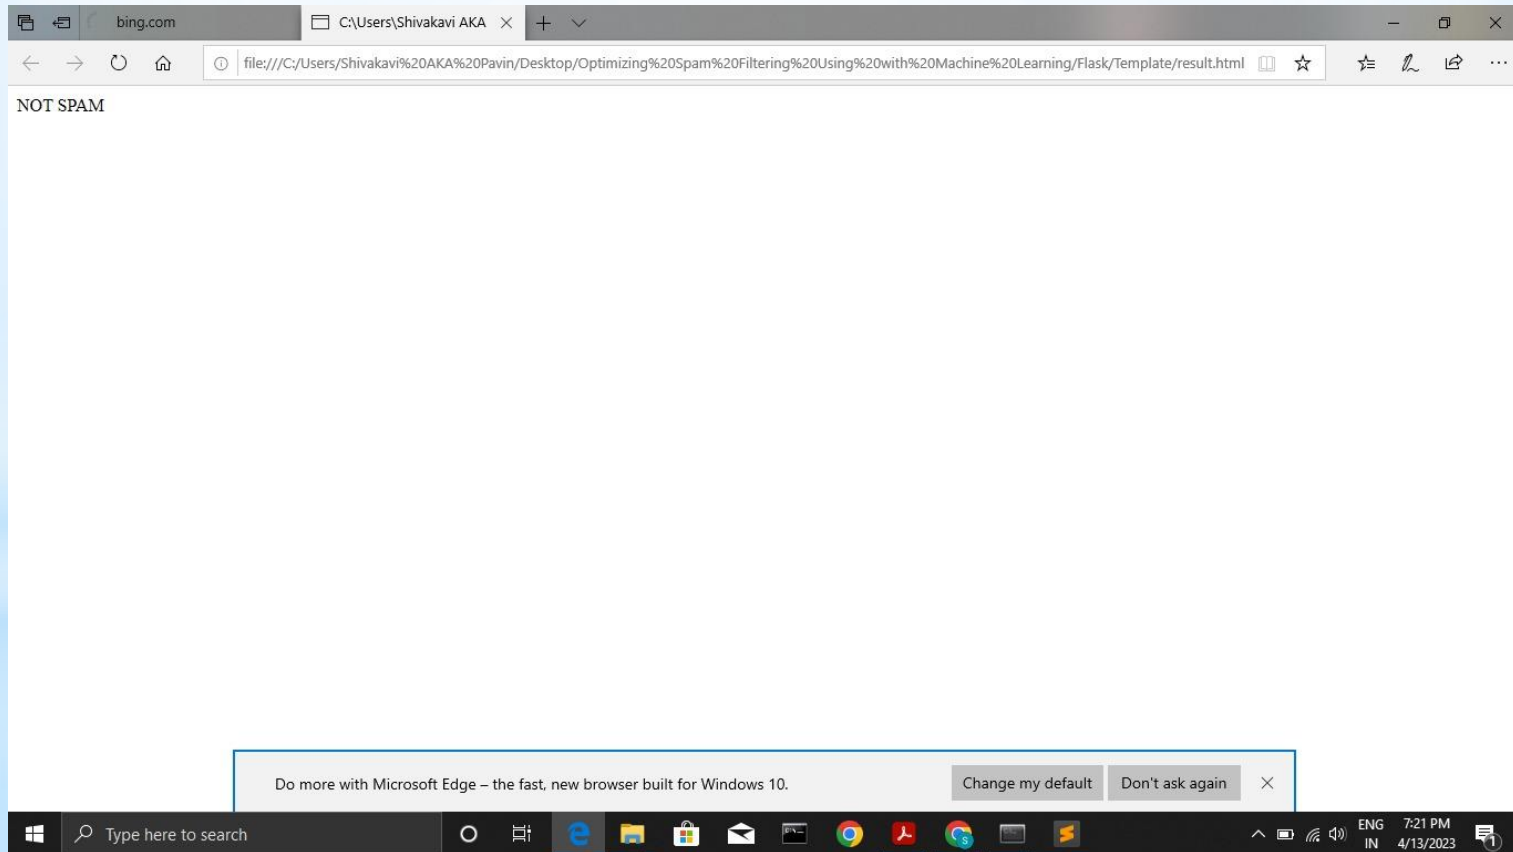 bing.com
C:\Users\Shivakavi AKA
file:///C:/Users/Shivakavi%20AKA%20Pavin/Desktop/Optimizing%20Spam%20Filtering%20Using%20with%20Machine%20Learning/Flask/Template/result.html
NOT SPAM
Do more with Microsoft Edge – the fast, new browser built for Windows 10.
Change my default
Don't ask again
Type here to search
ENG
IN
7:21 PM
4/13/2023
1